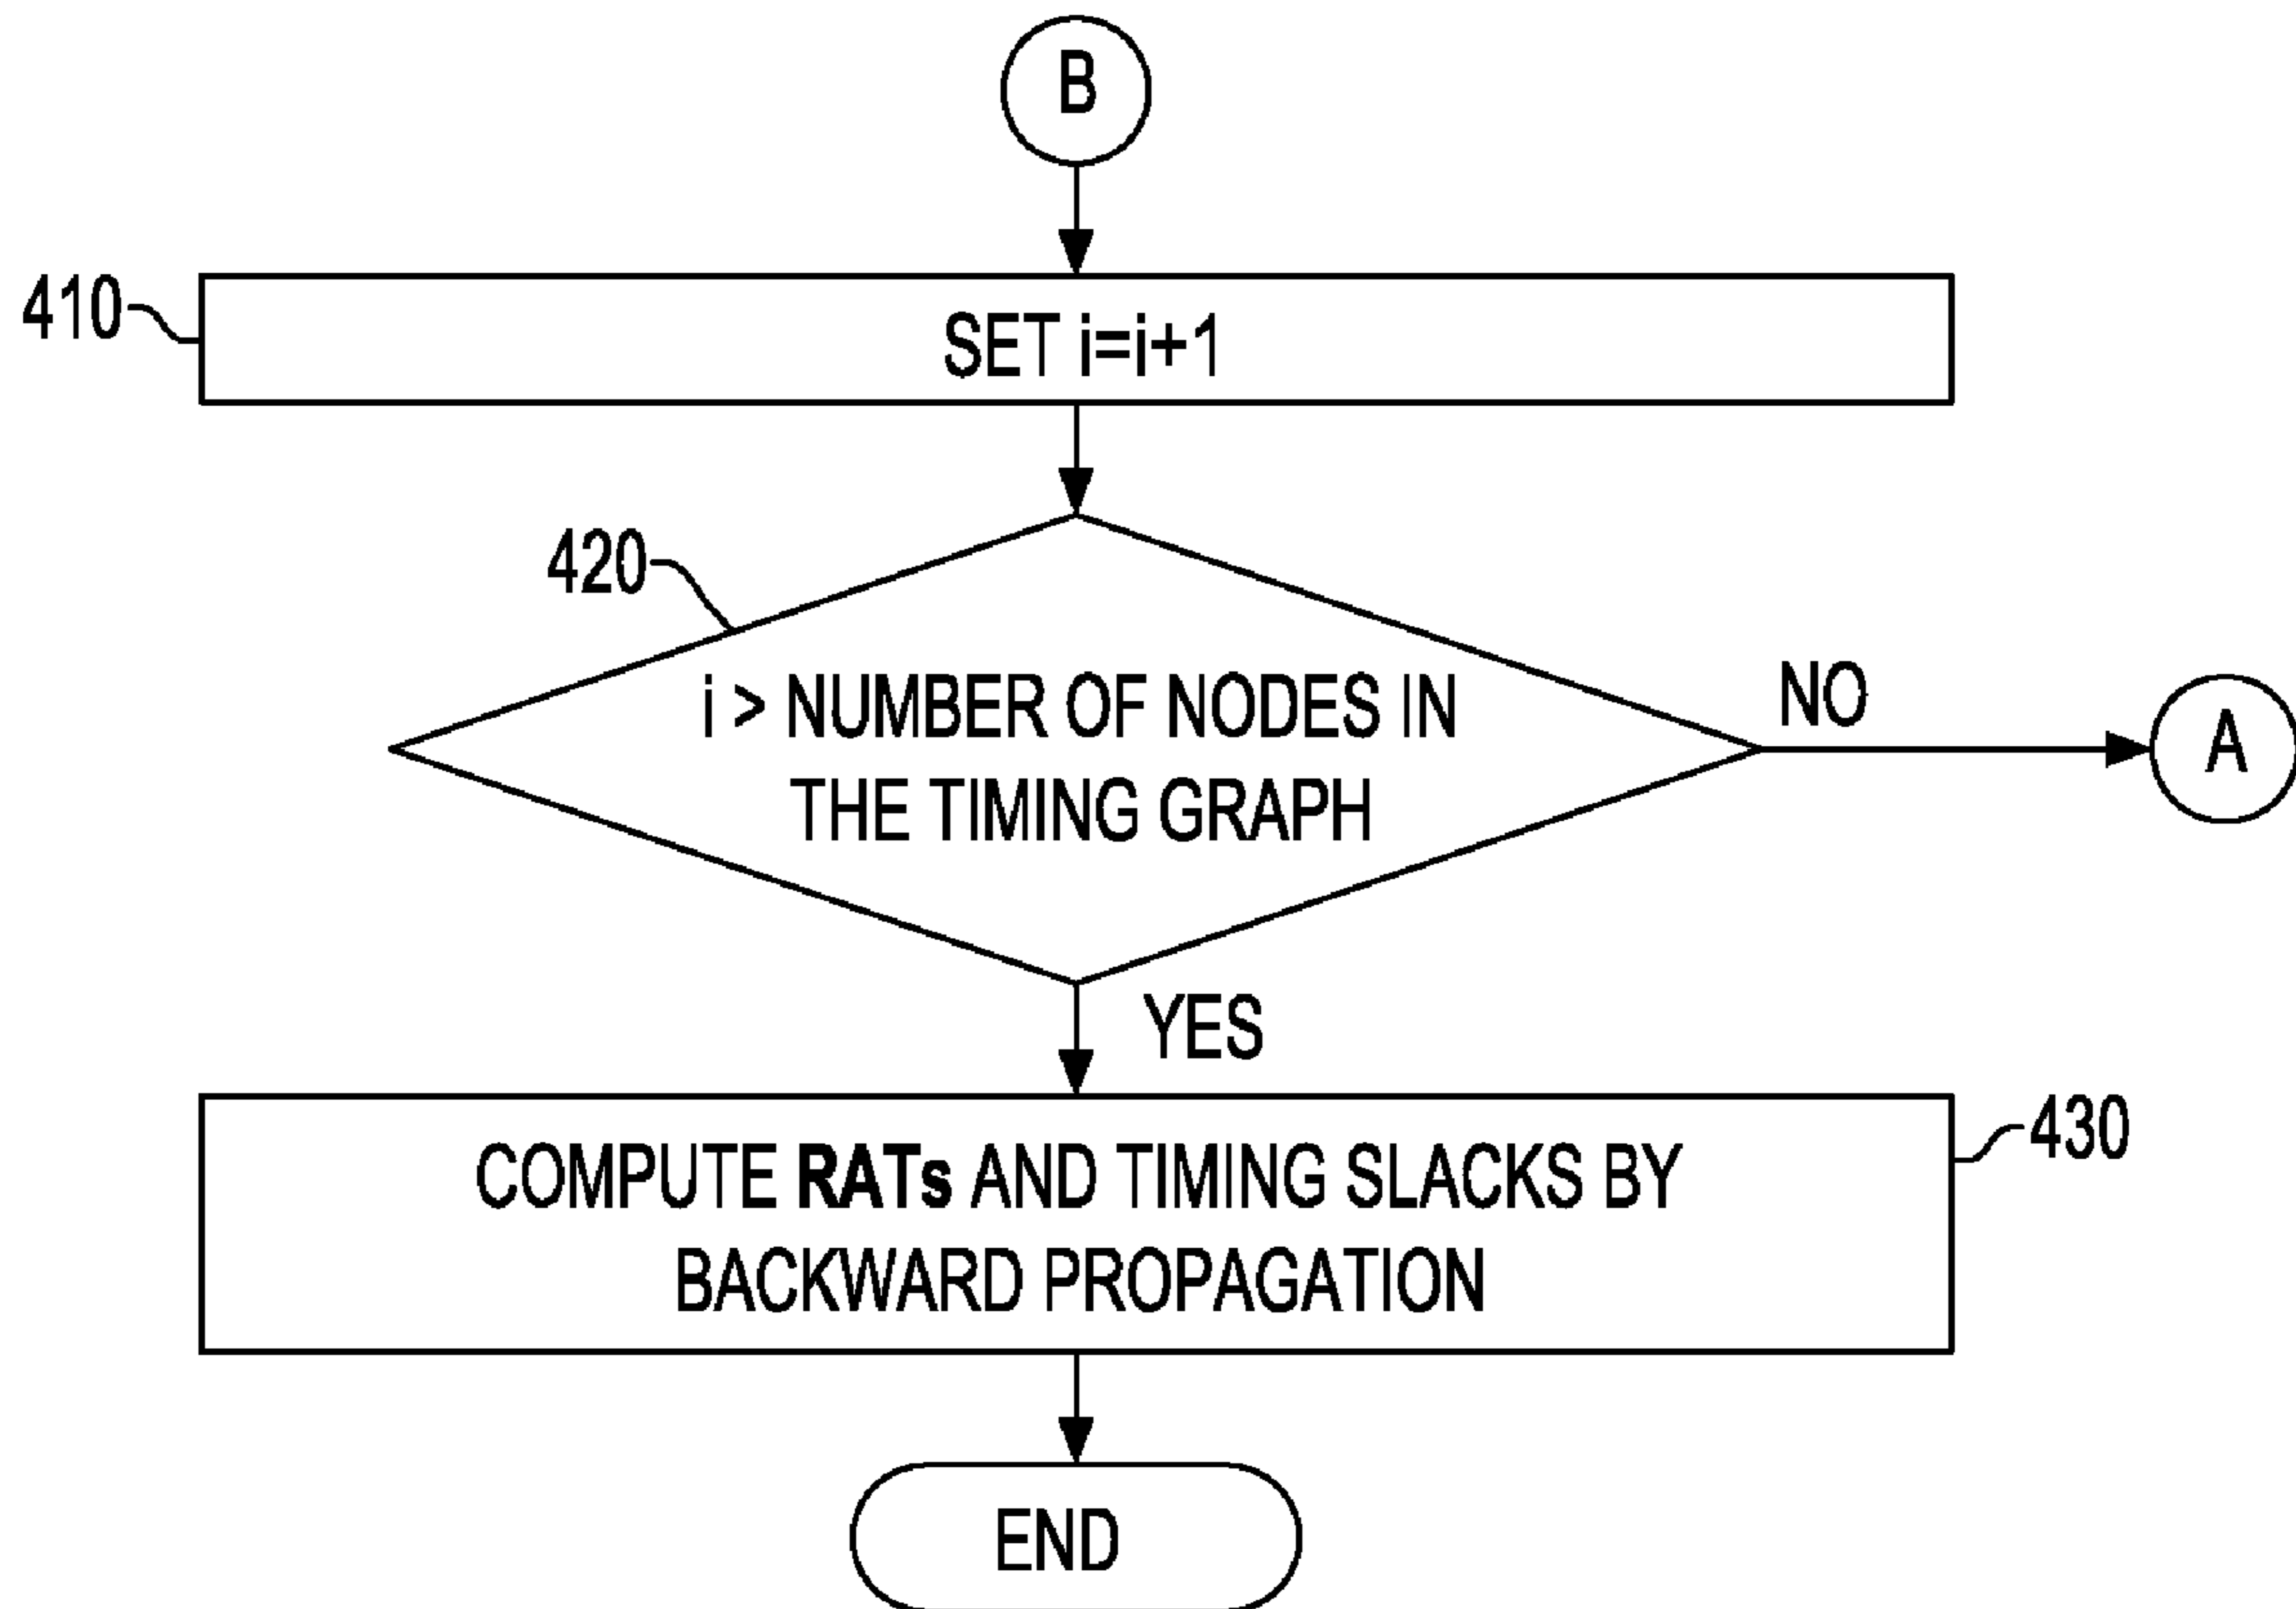 B
410
SET i=i+1
420
i > NUMBER OF NODES IN
THE TIMING GRAPH
NO
A
YES
COMPUTE RATs AND TIMING SLACKS BY
BACKWARD PROPAGATION
430
END